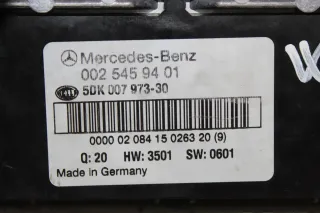 Mercedes-Benz
002 545 94 01
5DK 007 973-30
0000 02 084 15 0263 20 (9)
Q: 20 HW: 3501 SW: 0601
Made in Germany